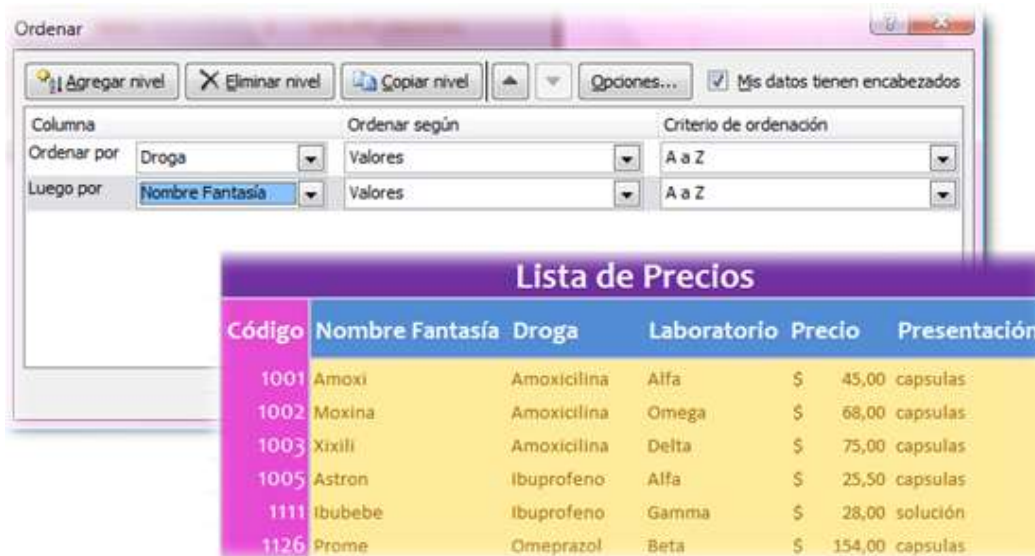 Ordenar
Agregar nivel Eliminar nivel Copiar nivel Opciones... Mis datos tienen encabezados
Columna Ordenar según Criterio de ordenación
Ordenar por Droga Valores A a Z
Luego por Nombre Fantasía Valores A a Z
Lista de Precios
Código Nombre Fantasía Droga Laboratorio Precio Presentación
1001 Amoxi Amoxicilina Alfa $ 45,00 capsulas
1002 Moxina Amoxicilina Omega $ 68,00 capsulas
1003 Xixili Amoxicilina Delta $ 75,00 capsulas
1005 Astron Ibuprofeno Alfa $ 25,50 capsulas
1111 Ibubebe Ibuprofeno Gamma $ 28,00 solución
1126 Prome Omeprazol Beta $ 154,00 capsulas